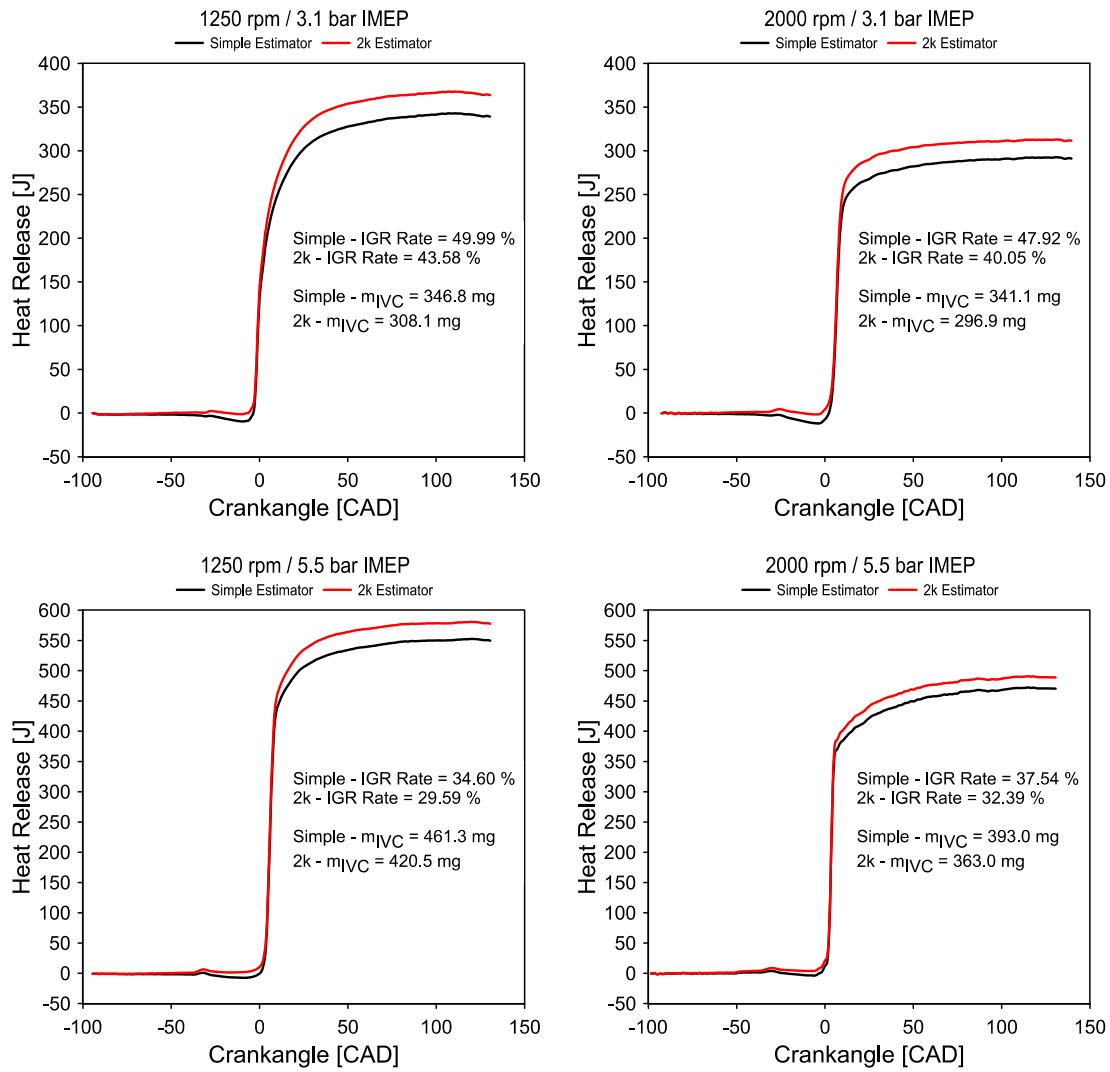 1250 rpm / 3.1 bar IMEP
Simple Estimator 2k Estimator
400
350
300
250
200
150
100
50
0
-50
Heat Release [J]
Simple - IGR Rate = 49.99 %
2k - IGR Rate = 43.58 %
Simple - mIVC = 346.8 mg
2k - mIVC = 308.1 mg
-100 -50 0 50 100 150
Crankangle [CAD]
2000 rpm / 3.1 bar IMEP
Simple Estimator 2k Estimator
400
350
300
250
200
150
100
50
0
-50
Heat Release [J]
Simple - IGR Rate = 47.92 %
2k - IGR Rate = 40.05 %
Simple - mIVC = 341.1 mg
2k - mIVC = 296.9 mg
-100 -50 0 50 100 150
Crankangle [CAD]
1250 rpm / 5.5 bar IMEP
Simple Estimator 2k Estimator
600
550
500
450
400
350
300
250
200
150
100
50
0
-50
Heat Release [J]
Simple - IGR Rate = 34.60 %
2k - IGR Rate = 29.59 %
Simple - mIVC = 461.3 mg
2k - mIVC = 420.5 mg
-100 -50 0 50 100 150
Crankangle [CAD]
2000 rpm / 5.5 bar IMEP
Simple Estimator 2k Estimator
600
550
500
450
400
350
300
250
200
150
100
50
0
-50
Heat Release [J]
Simple - IGR Rate = 37.54 %
2k - IGR Rate = 32.39 %
Simple - mIVC = 393.0 mg
2k - mIVC = 363.0 mg
-100 -50 0 50 100 150
Crankangle [CAD]